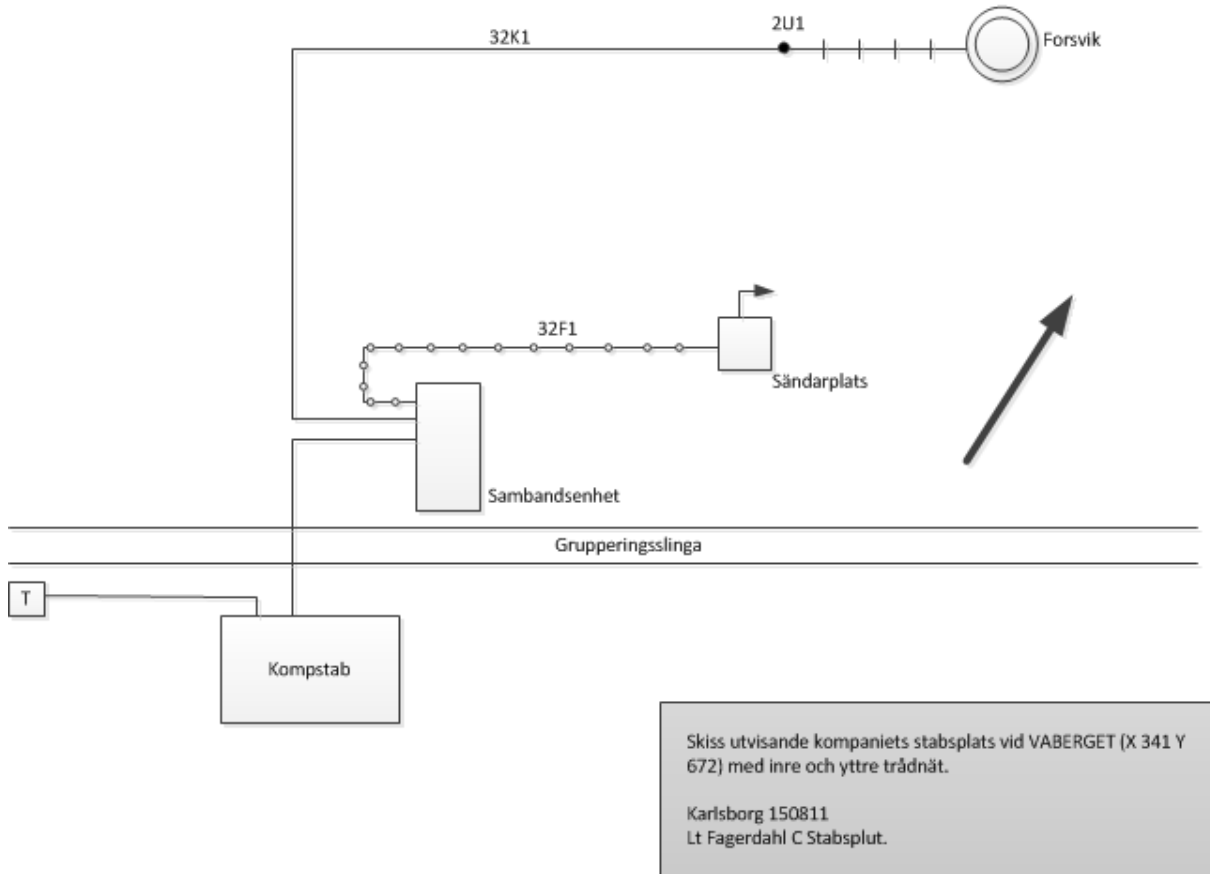 32K1
2U1
Forsvik
32F1
Sändarplats
Sambandsenhet
Grupperingsslinga
T
Kompstab
Skiss utvisande kompaniets stabsplats vid VABERGET (X 341 Y
672) med inre och yttre trådnät.
Karlsborg 150811
Lt Fagerdahl C Stabsplut.